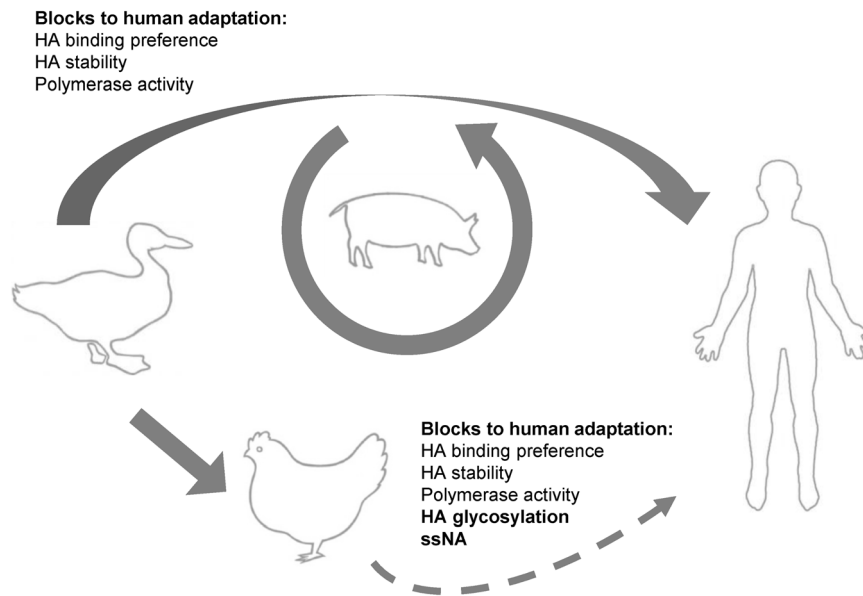 Blocks to human adaptation:
HA binding preference
HA stability
Polymerase activity
Blocks to human adaptation:
HA binding preference
HA stability
Polymerase activity
HA glycosylation
ssNA